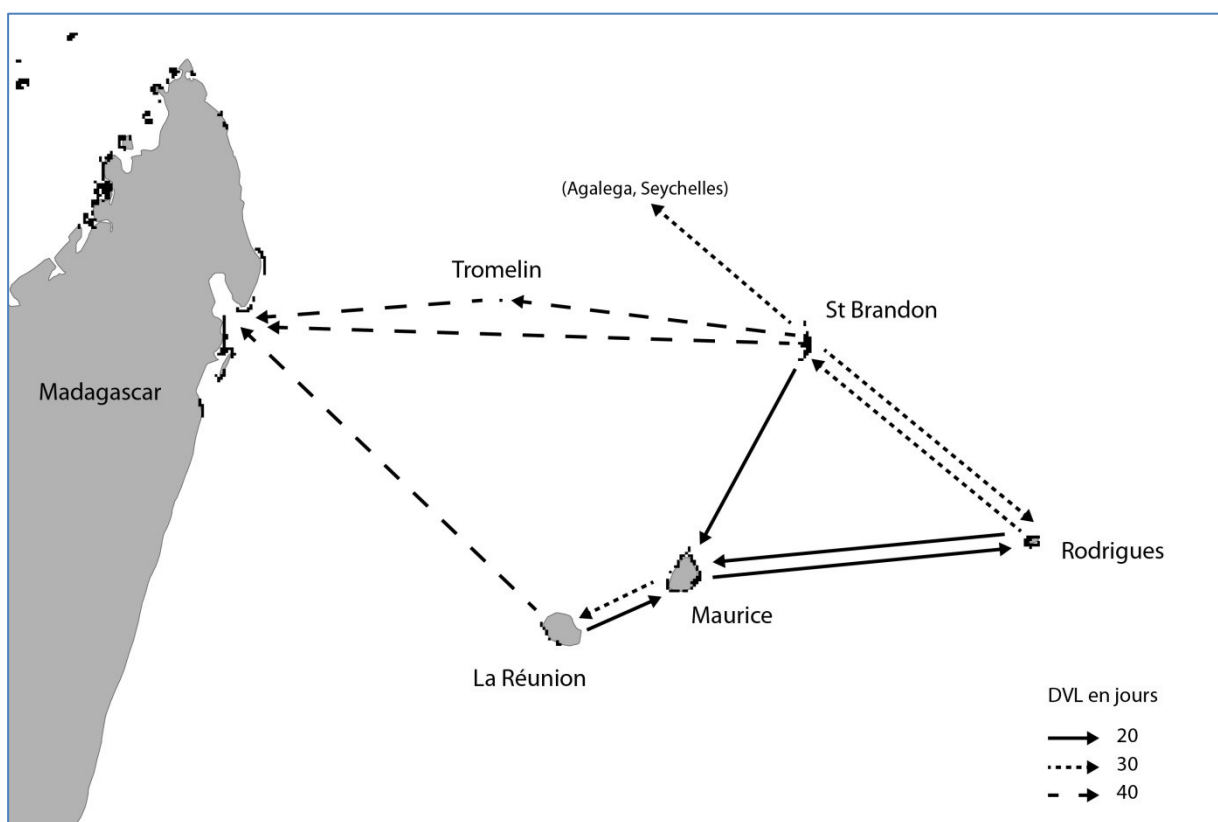 (Agalega, Seychelles)
Tromelin
St Brandon
Madagascar
Rodrigues
Maurice
La Réunion
DVL en jours
20
30
40